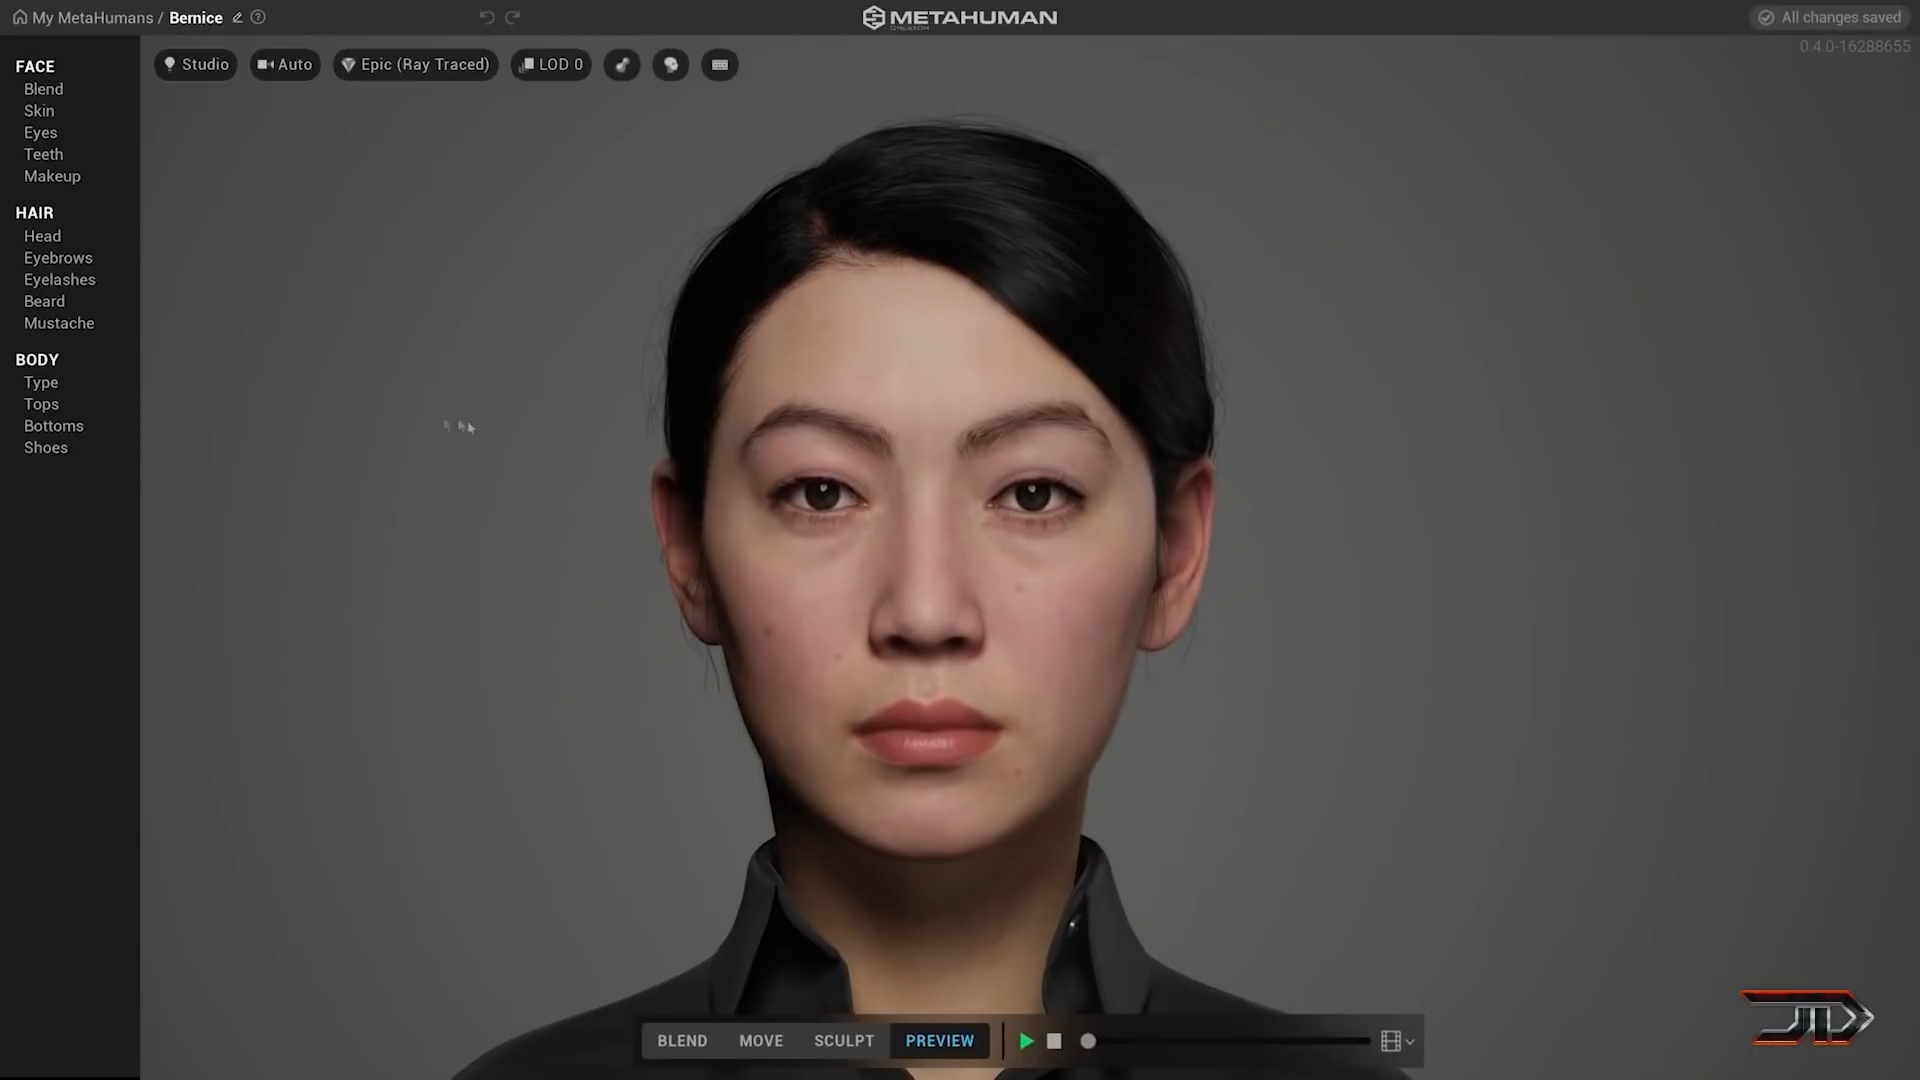 My MetaHumans / Bernice
METAHUMAN
CREATOR
All changes saved
0.4.0-16288655
Studio
Auto
Epic (Ray Traced)
LOD 0
FACE
Blend
Skin
Eyes
Teeth
Makeup
HAIR
Head
Eyebrows
Eyelashes
Beard
Mustache
BODY
Type
Tops
Bottoms
Shoes
BLEND
MOVE
SCULPT
PREVIEW